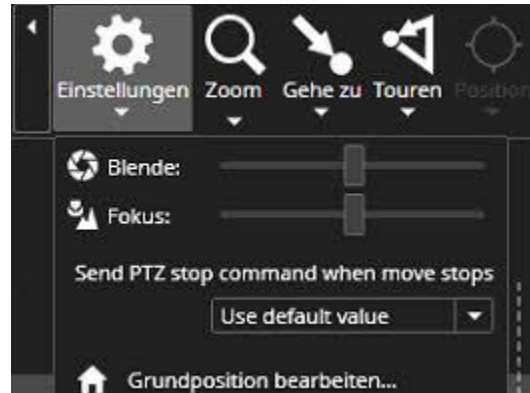 Einstellungen Zoom Gehe zu Touren Position
Blende:
Fokus:
Send PTZ stop command when move stops
Use default value
Grundposition bearbeiten...